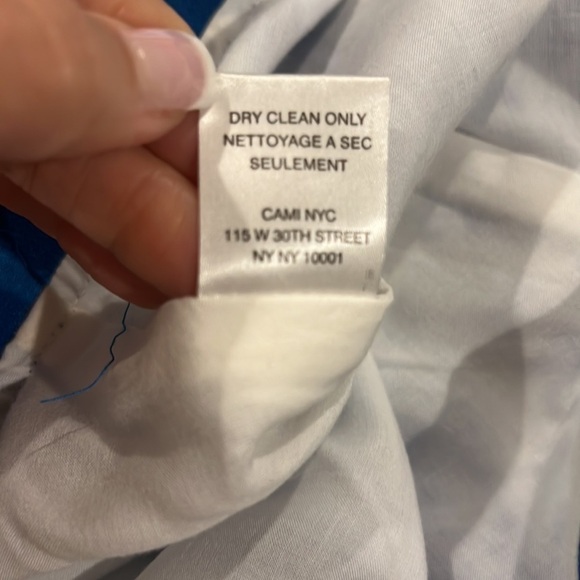 DRY CLEAN ONLY
NETTOYAGE A SEC
SEULEMENT
CAMI NYC
115 W 30TH STREET
NY NY 10001